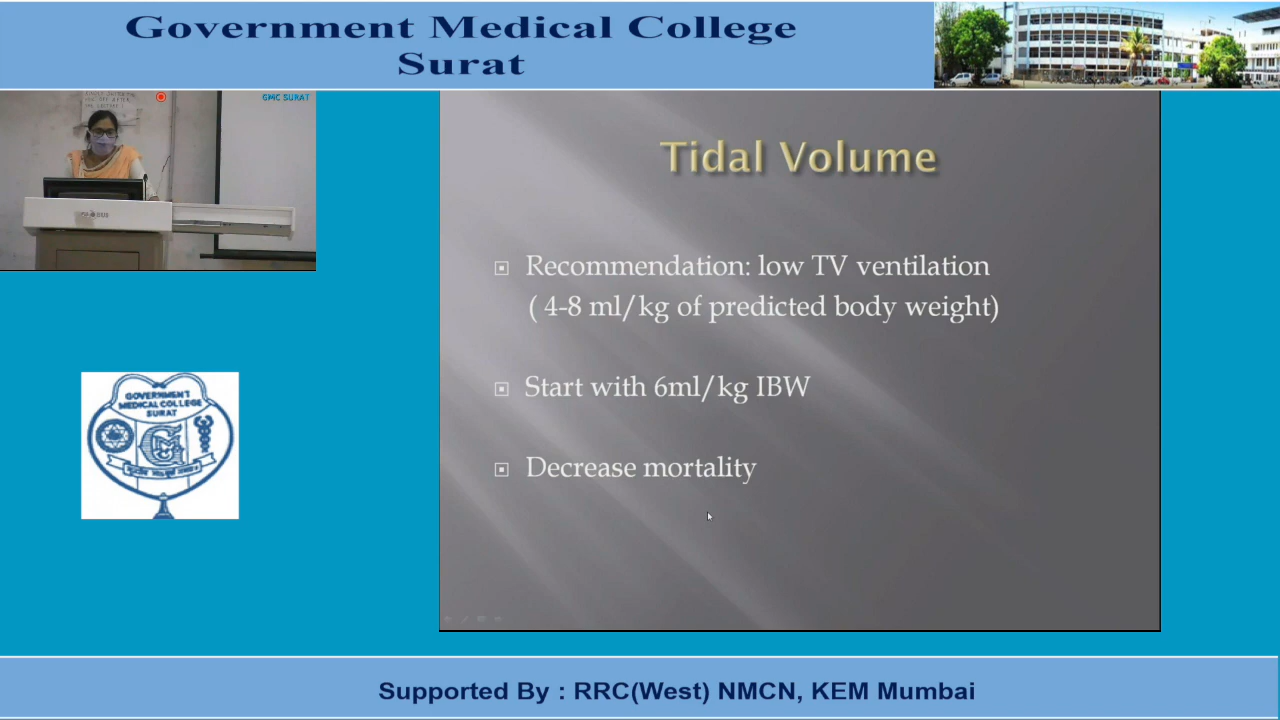 Government Medical College
Surat
GMC SURAT
Tidal Volume
Recommendation: low TV ventilation
( 4-8 ml/kg of predicted body weight)
Start with 6ml/kg IBW
Decrease mortality
GOVERNMENT
MEDICAL COLLEGE
SURAT
Supported By : RRC(West) NMCN, KEM Mumbai